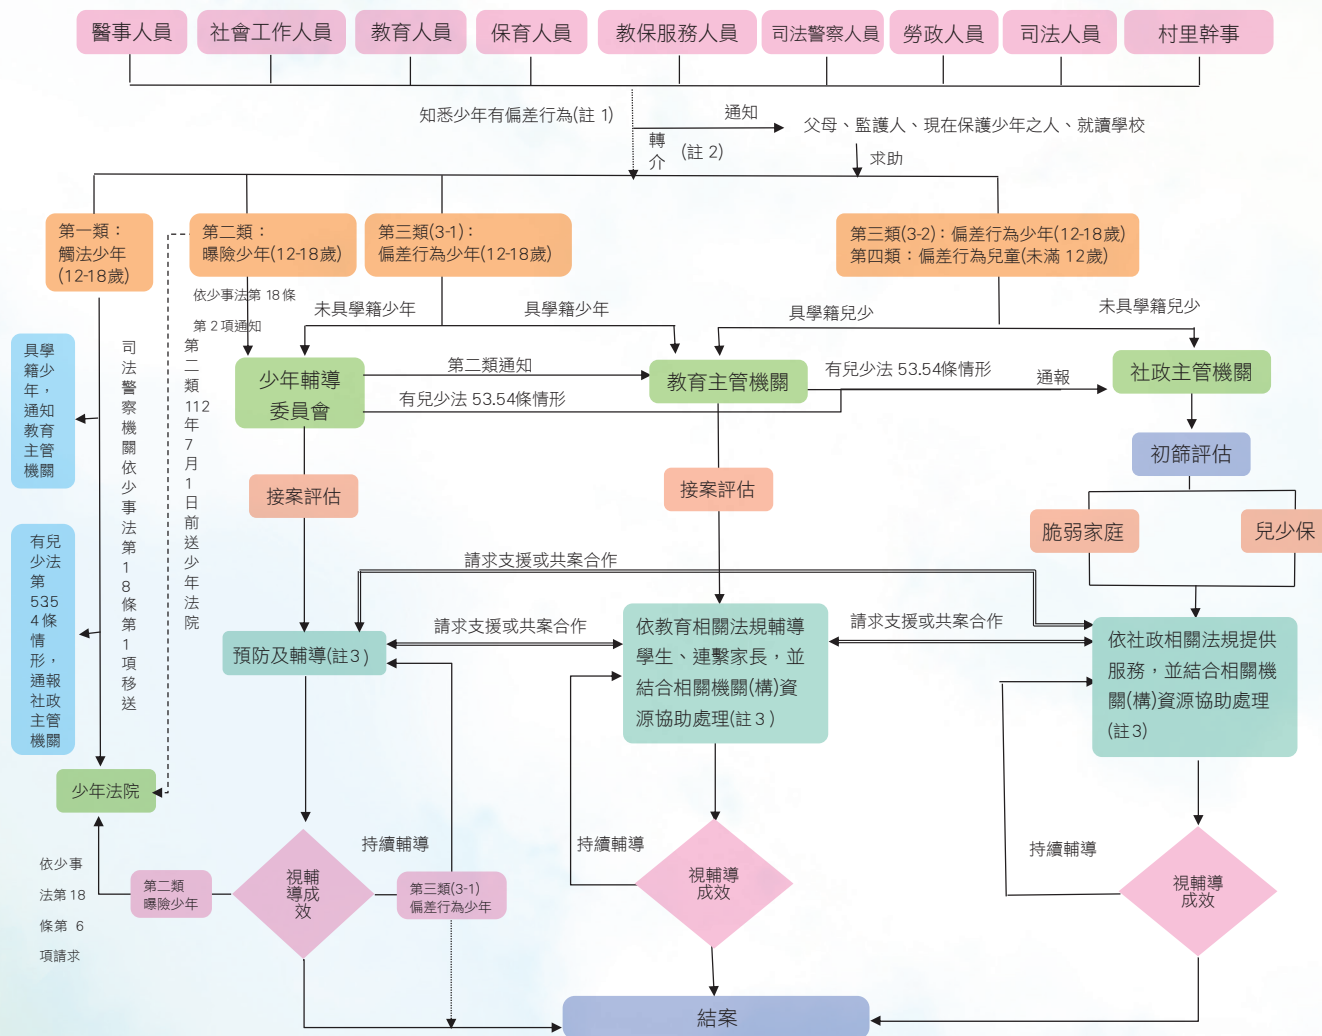 醫事人員
社會工作人員
教育人員
保育人員
教保服務人員
司法警察人員
勞政人員
司法人員
村里幹事
知悉少年有偏差行為(註 1)
通知
父母、監護人、現在保護少年之人、就讀學校
轉
介
(註 2)
求助
第一類：
觸法少年
(12-18歲)
第二類：
曝險少年(12-18歲)
第三類(3-1)：
偏差行為少年(12-18歲)
第三類(3-2)：偏差行為少年(12-18歲)
第四類：偏差行為兒童(未滿 12歲)
依少事法第 18條
第 2項通知
未具學籍少年
具學籍少年
具學籍兒少
未具學籍兒少
具學
籍少
年，
通知
教育
主管
機關
司法警察機關依少事法第18條第1項移送
第二類112年7月1日前送少年法院
少年輔導
委員會
第二類通知
有兒少法 53.54條情形
教育主管機關
有兒少法 53.54條情形
通報
社政主管機關
初篩評估
接案評估
接案評估
脆弱家庭
兒少保
有兒
少法
第
535
4條
情
形，
通報
社政
主管
機關
請求支援或共案合作
請求支援或共案合作
請求支援或共案合作
預防及輔導(註3)
依教育相關法規輔導
學生、連繫家長，並
結合相關機關(構)資
源協助處理(註3)
依社政相關法規提供
服務，並結合相關機
關(構)資源協助處理
(註3)
少年法院
持續輔導
持續輔導
持續輔導
依少事
法第18
條第 6
項請求
第二類
曝險少年
視輔
導成
效
第三類(3-1)
偏差行為少年
視輔導
成效
視輔導
成效
結案